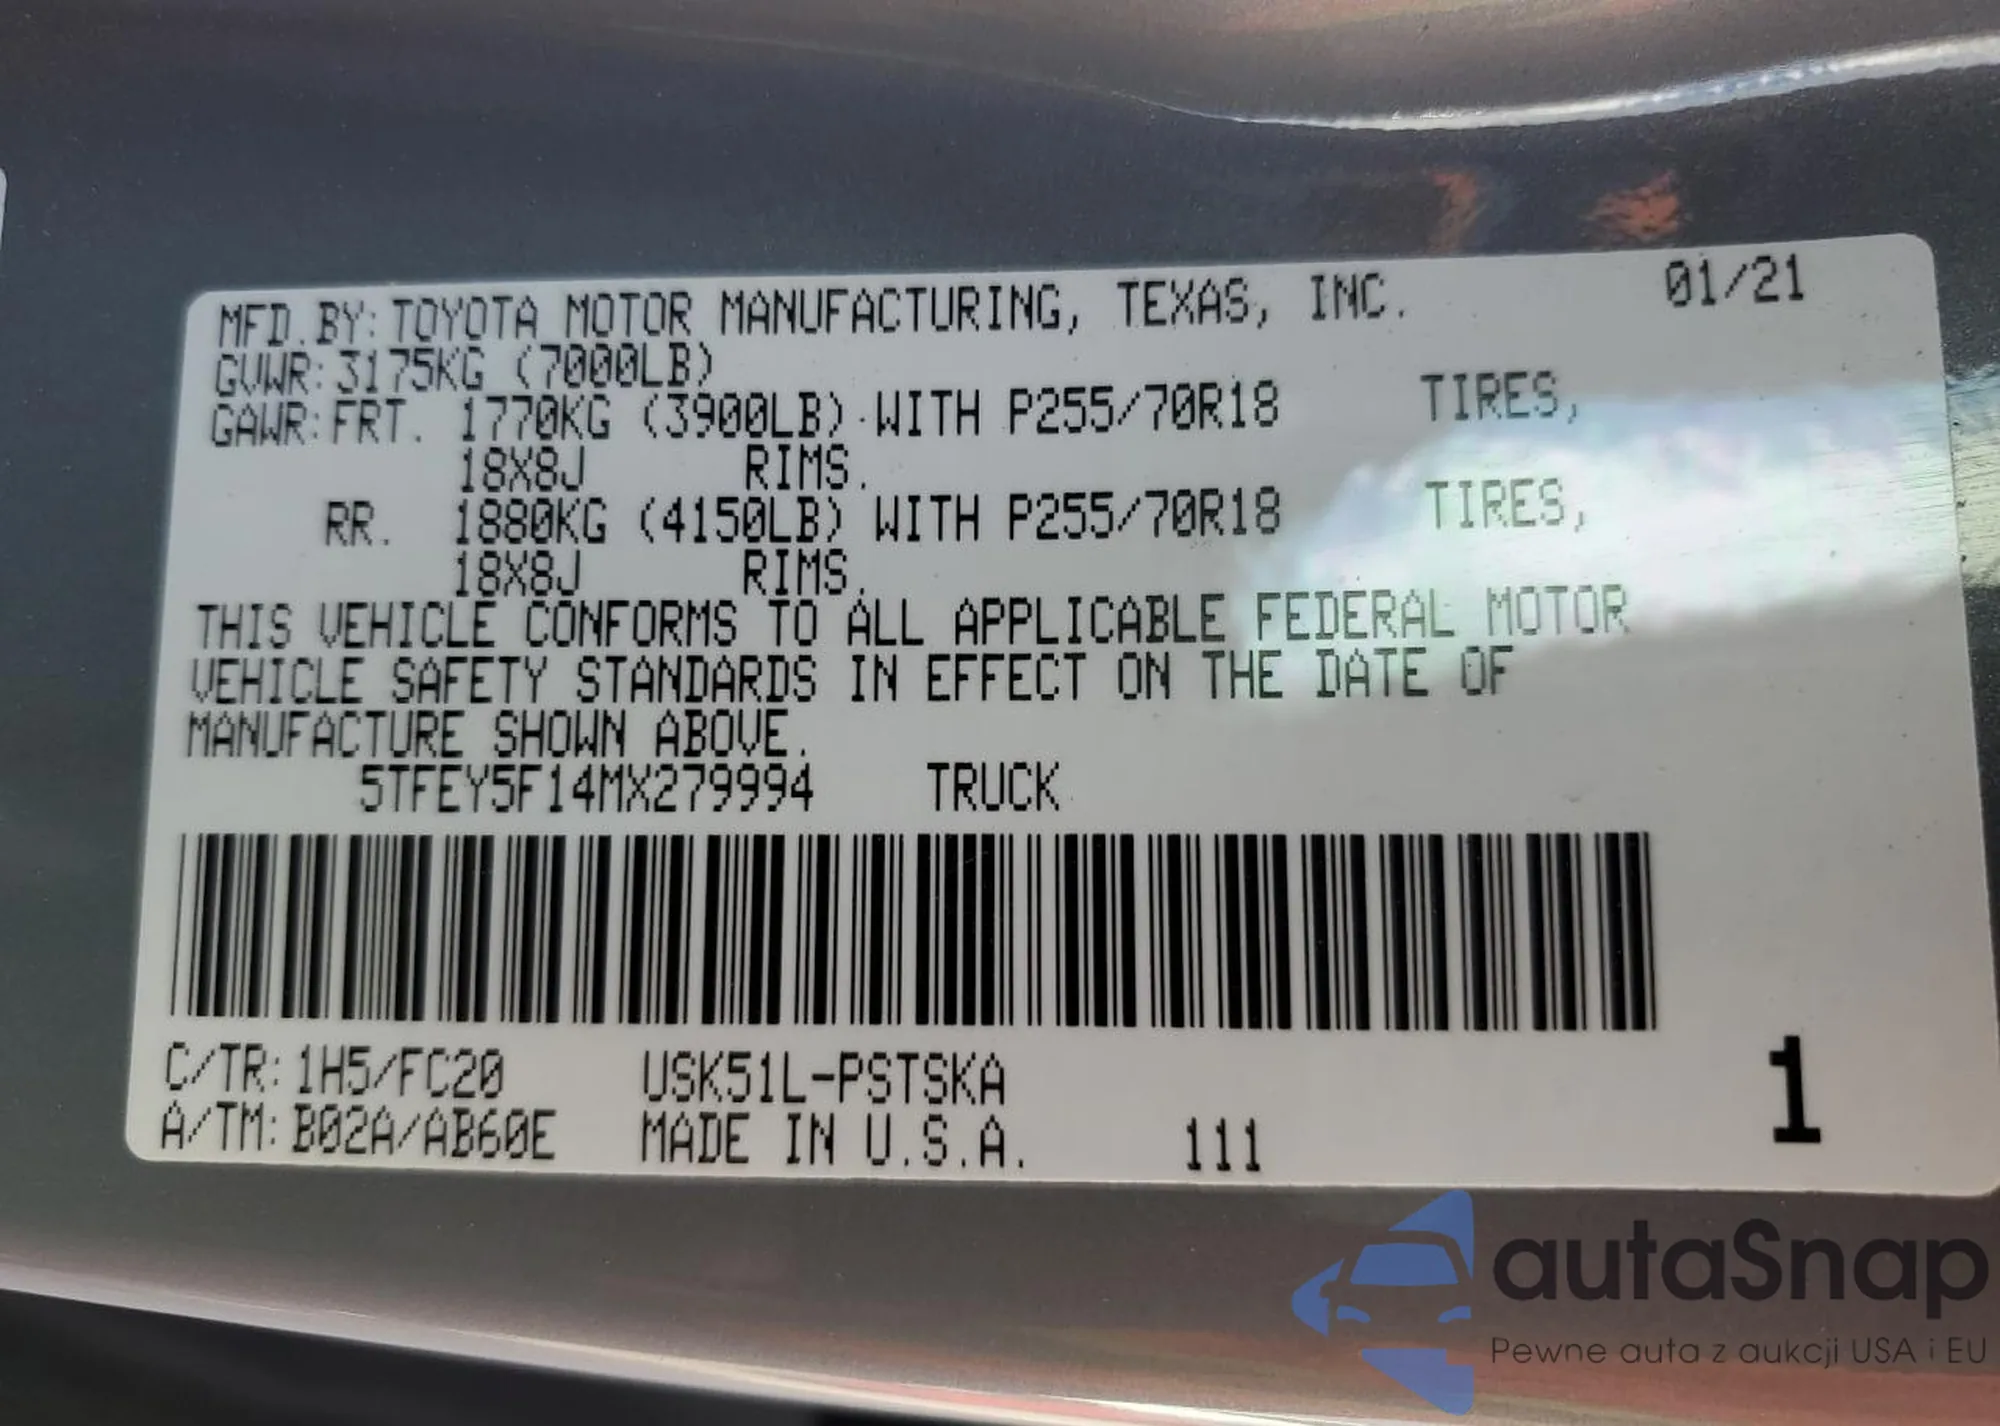 MFD.BY:TOYOTA MOTOR MANUFACTURING, TEXAS, INC. 01/21
GVWR:3175KG (7000LB)
GAWR:FRT. 1770KG (3900LB) WITH P255/70R18 TIRES,
18X8J RIMS.
RR. 1880KG (4150LB) WITH P255/70R18 TIRES,
18X8J RIMS.
THIS VEHICLE CONFORMS TO ALL APPLICABLE FEDERAL MOTOR
VEHICLE SAFETY STANDARDS IN EFFECT ON THE DATE OF
MANUFACTURE SHOWN ABOVE.
5TFEY5F14MX279994 TRUCK
C/TR:1H5/FC20 USK51L-PSTSKA
A/TM:B02A/AB60E MADE IN U.S.A. 111
1
autaSnap
Pewne auta z aukcji USA i EU